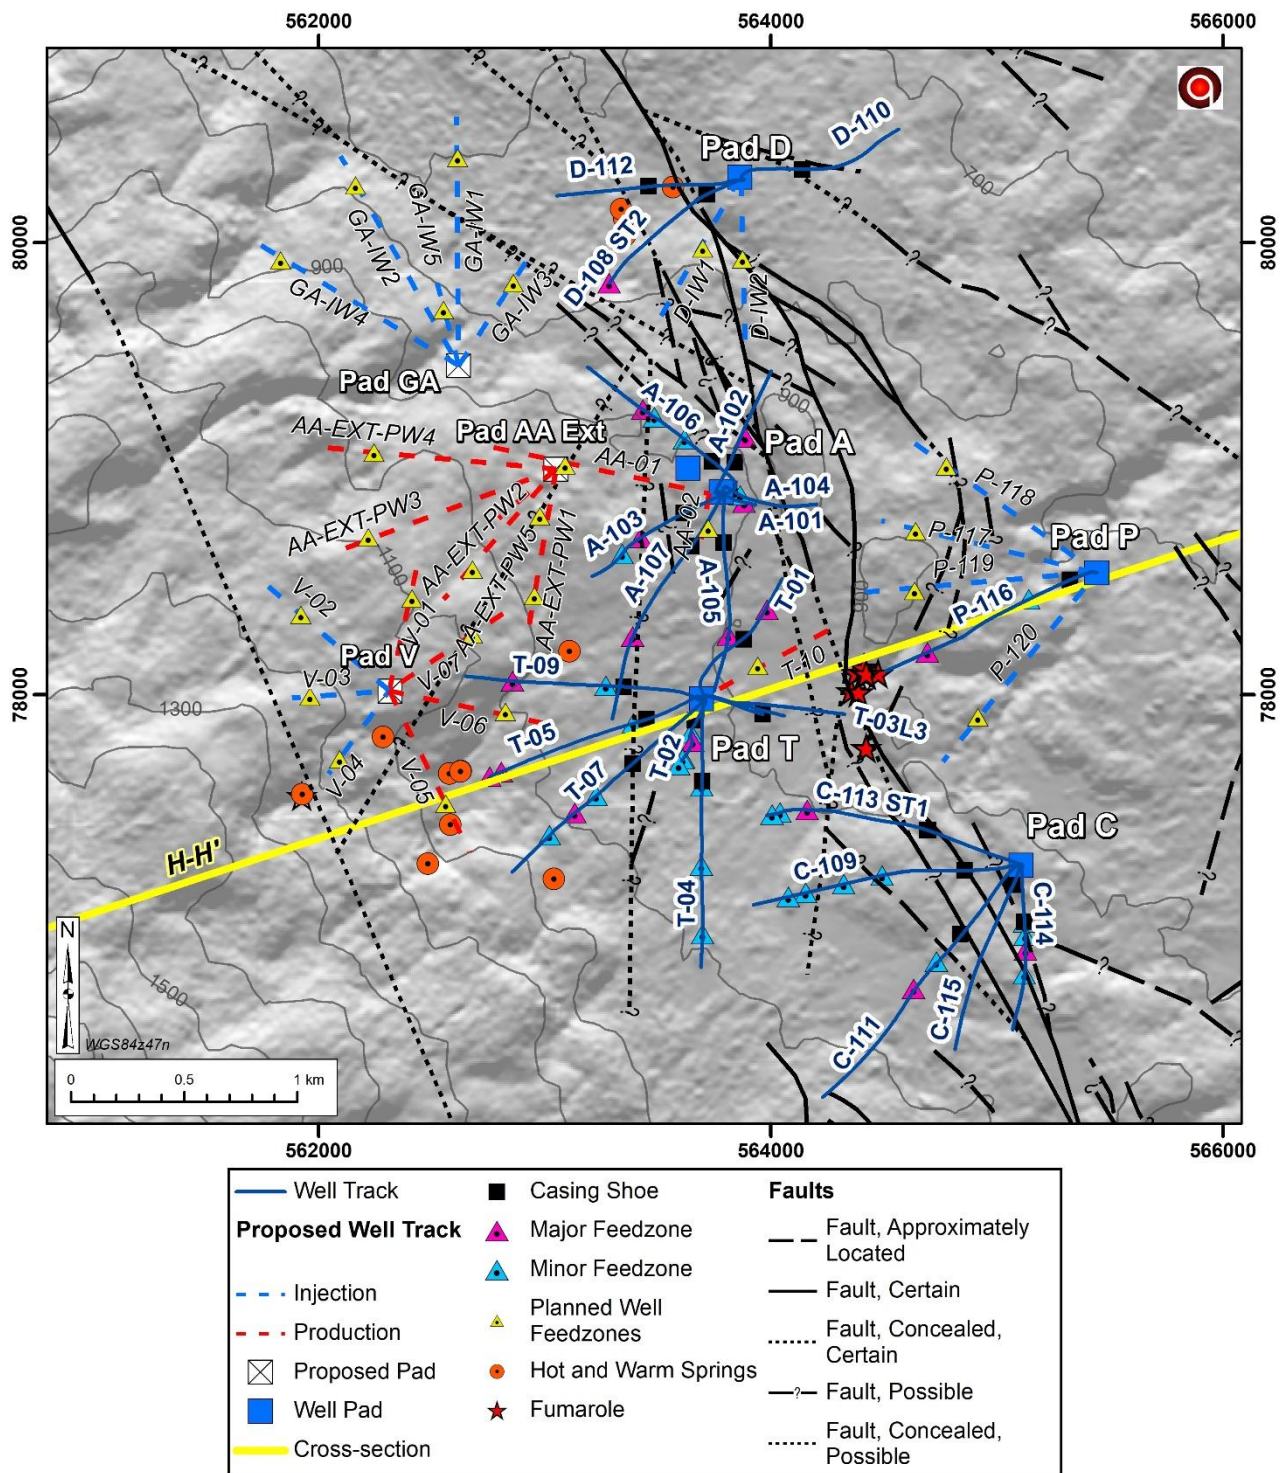 562000
564000
566000
D-110
Pad D
D-112
700
GA-IW1
GA-IW5
GA-IW2
D-108 ST2
80000
80000
900
GA-IW3
D-IW1
D-IW2
GA-IW4
Pad GA
A-106
A-102
900
AA-EXT-PW4
Pad AA Ext
AA-01
Pad A
A-104
P-118
AA-EXT-PW3
AA-EXT-PW2
A-103
AA-02
A-101
P-117
Pad P
1100
AA-EXT-PW5
AA-EXT-PW1
A-107
A-105
T-01
900
P-119
P-116
V-02
V-01
Pad V
V-07
T-09
T-10
P-120
78000
78000
V-03
1300
V-06
T-05
T-02
Pad T
T-03L3
V-04
V-05
T-07
C-113 ST1
Pad C
H-H'
C-109
T-04
C-114
N
1500
C-111
C-115
WGS84z47n
0 0.5 1 km
562000
564000
566000
Well Track
Casing Shoe
Faults
Proposed Well Track
Major Feedzone
Fault, Approximately
Located
Minor Feedzone
Injection
Planned Well
Feedzones
Fault, Certain
Production
Fault, Concealed,
Certain
Proposed Pad
Hot and Warm Springs
Fault, Possible
Well Pad
Fumarole
Fault, Concealed,
Possible
Cross-section